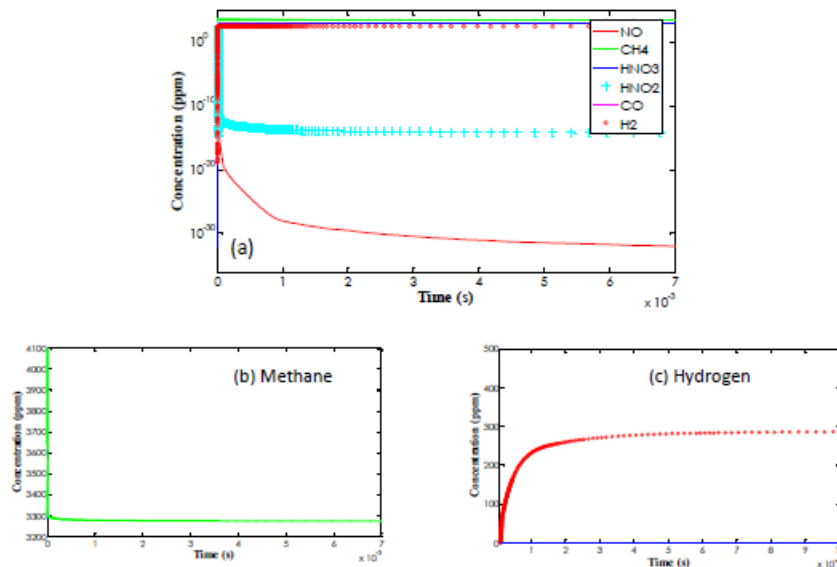 Concentration (ppm)
10^0
10^-10
10^-20
10^-30
(a)
NO
CH4
HNO3
HNO2
CO
H2
0 1 2 3 4 5 6 7
Time (s)
x 10^-3
Concentration (ppm)
4100
4000
3900
3800
3700
3600
3500
3400
3300
3200
(b) Methane
0 1 2 3 4 5 6 7
Time (s)
Concentration (ppm)
500
400
300
200
100
0
(c) Hydrogen
0 1 2 3 4 5 6 7 8 9
Time (s)